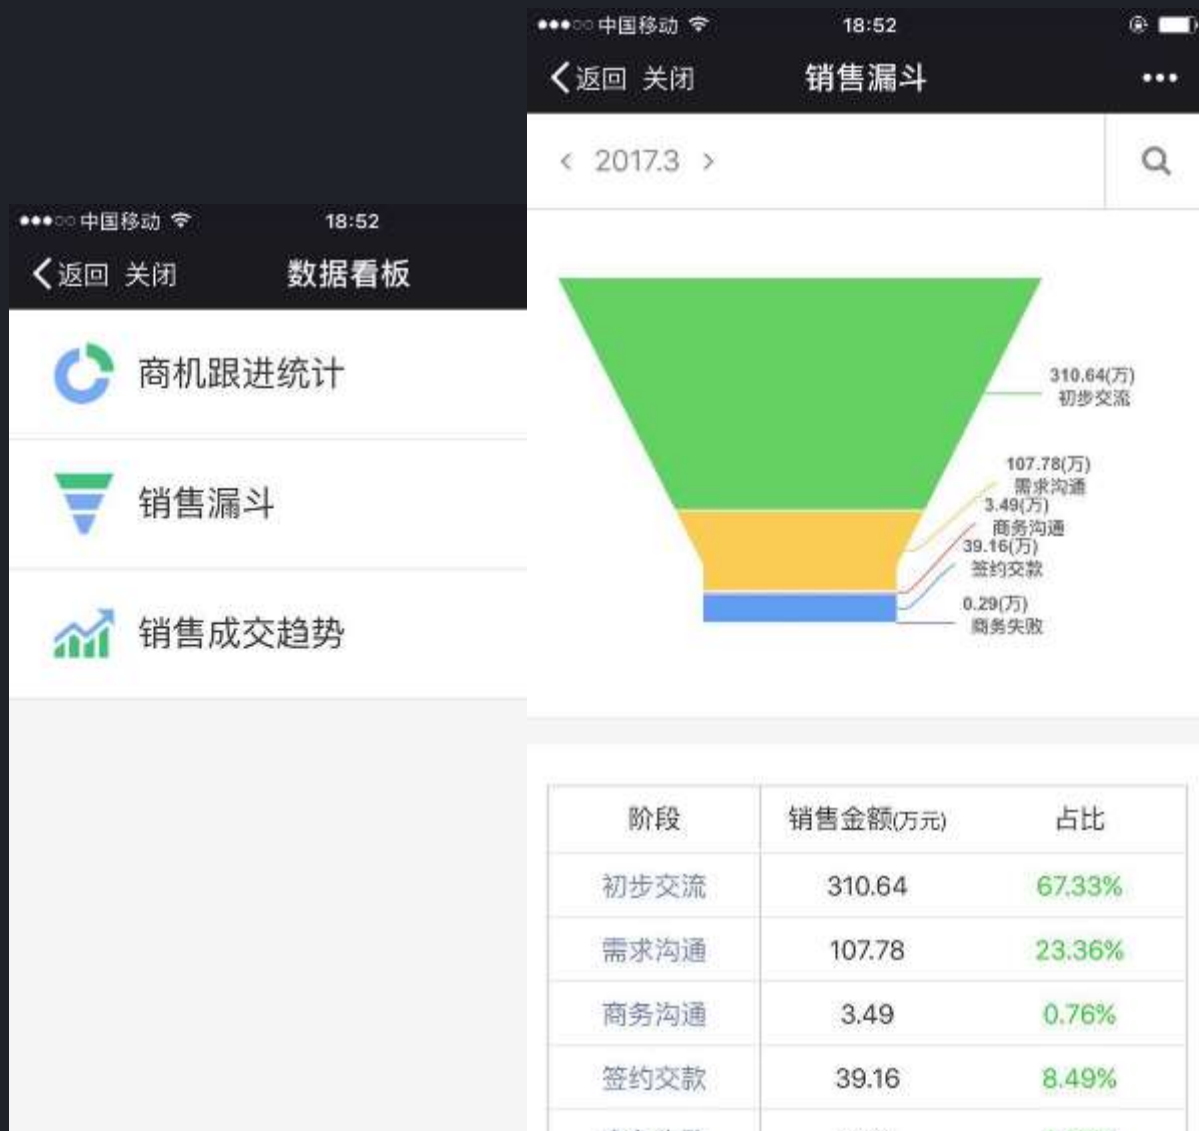 中国移动 18:52
返回 关闭 数据看板
商机跟进统计
销售漏斗
销售成交趋势
中国移动 18:52
返回 关闭 销售漏斗
< 2017.3 >
310.64(万)
初步交流
107.78(万)
需求沟通
3.49(万)
商务沟通
39.16(万)
签约交款
0.29(万)
商务失败
阶段 销售金额(万元) 占比
初步交流 310.64 67.33%
需求沟通 107.78 23.36%
商务沟通 3.49 0.76%
签约交款 39.16 8.49%